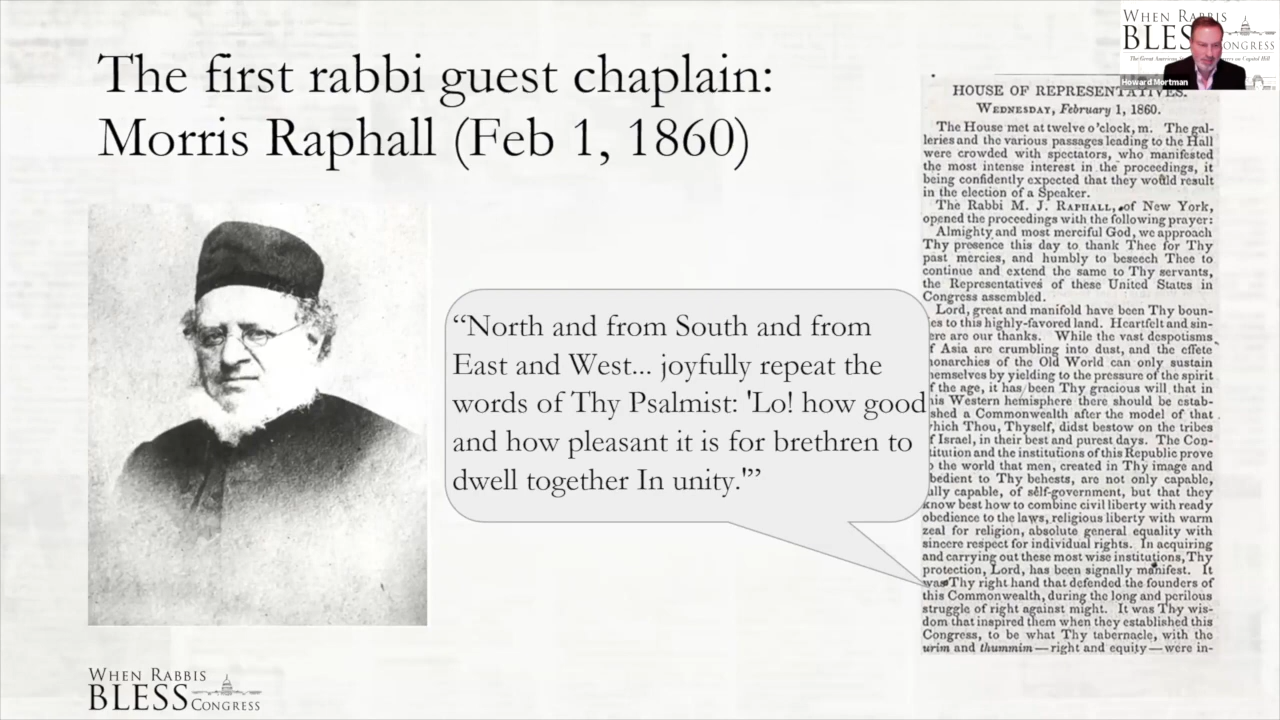 The first rabbi guest chaplain:
Morris Raphall (Feb 1, 1860)
“North and from South and from
East and West... joyfully repeat the
words of Thy Psalmist: 'Lo! how good
and how pleasant it is for brethren to
dwell together In unity.'”
WHEN RABBIS
BLESS CONGRESS
WHEN RABBIS
BLES CONGRESS
The Great American
on Capitol Hill
Howard Mortman
HOUSE OF REPRESENTATIVES.
WEDNESDAY, February 1, 1860.
The House met at twelve o'clock, m. The gal-
leries and the various passages leading to the Hall
were crowded with spectators, who manifested
the most intense interest in the proceedings, it
being confidently expected that they would result
in the election of a Speaker.
The Rabbi M. J. RAPHALL, of New York,
opened the proceedings with the following prayer:
Almighty and most merciful God, we approach
Thy presence this day to thank Thee for Thy
past mercies, and humbly to beseech Thee to
continue and extend the same to Thy servants,
the Representatives of these United States in
Congress assembled.
Lord, great and manifold have been Thy boun-
es to this highly-favored land. Heartfelt and sin-
ere are our thanks. While the vast despotisms
f Asia are crumbling into dust, and the effete
onarchies of the Old World can only sustain
hemselves by yielding to the pressure of the spirit
f the age, it has been Thy gracious will that in
his Western hemisphere there should be estab-
shed a Commonwealth after the model of that
hich Thou, Thyself, didst bestow on the tribes
f Israel, in their best and purest days. The Con-
titution and the institutions of this Republic prove
o the world that men, created in Thy image and
bedient to Thy behests, are not only capable,
ully capable, of self-government, but that they
know best how to combine civil liberty with ready
obedience to the laws, religious liberty with warm
zeal for religion, absolute general equality with
sincere respect for individual rights. In acquiring
and carrying out these most wise institutions, Thy
protection, Lord, has been signally manifest. It
was Thy right hand that defended the founders of
this Commonwealth, during the long and perilous
struggle of right against might. It was Thy wis-
dom that inspired them when they established this
Congress, to be what Thy tabernacle, with the
urim and thummim—right and equity—were in-